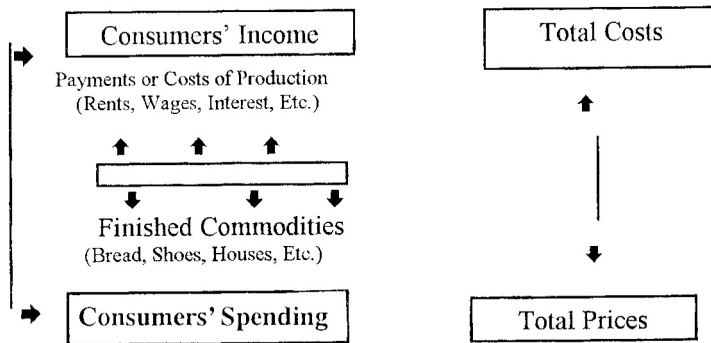 Consumers' Income
Payments or Costs of Production
(Rents, Wages, Interest, Etc.)
Finished Commodities
(Bread, Shoes, Houses, Etc.)
Consumers' Spending
Total Costs
Total Prices